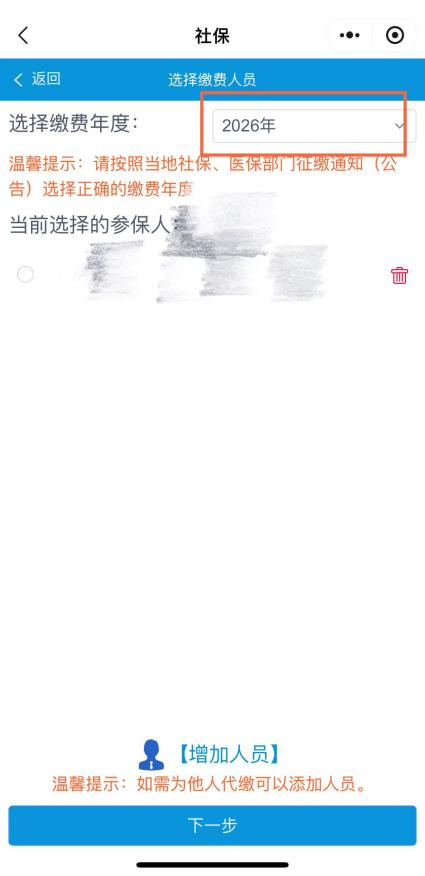 社保
返回
选择缴费人员
选择缴费年度：
2026年
温馨提示：请按照当地社保、医保部门征缴通知（公
告）选择正确的缴费年度
当前选择的参保人
【增加人员】
温馨提示：如需为他人代缴可以添加人员。
下一步